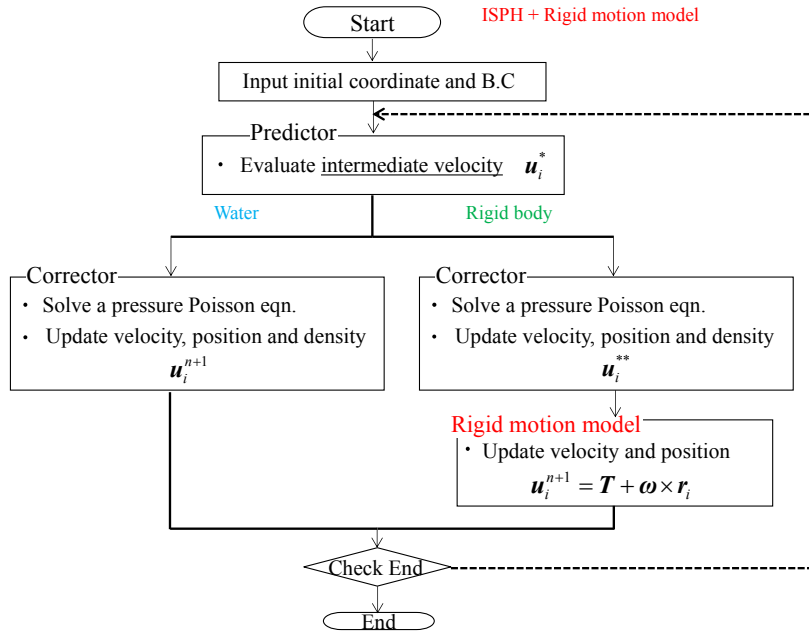 Start
ISPH + Rigid motion model
Input initial coordinate and B.C
Predictor
・ Evaluate intermediate velocity u_i^*
Water
Rigid body
Corrector
・ Solve a pressure Poisson eqn.
・ Update velocity, position and density
u_i^{n+1}
Corrector
・ Solve a pressure Poisson eqn.
・ Update velocity, position and density
u_i^{**}
Rigid motion model
・ Update velocity and position
u_i^{n+1} = T + ω × r_i
Check End
End